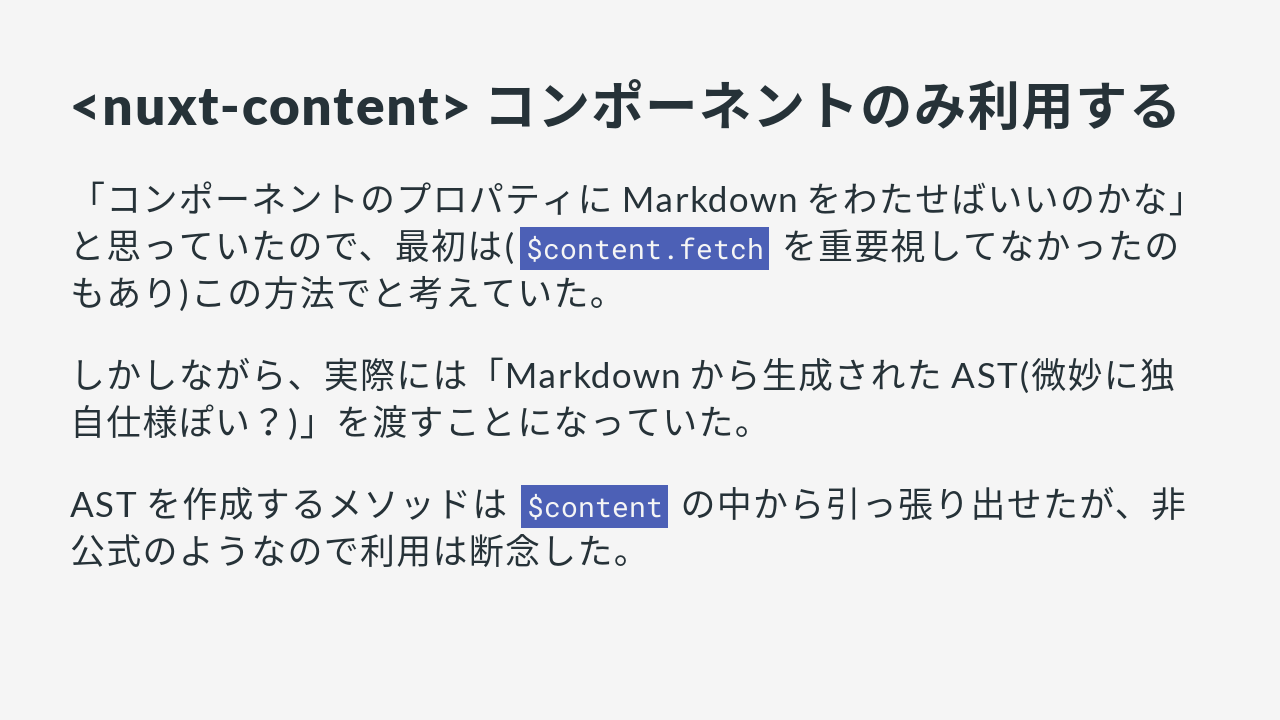 <nuxt-content> コンポーネントのみ利用する
「コンポーネントのプロパティに Markdown をわたせばいいのかな」
と思っていたので、最初は( $content.fetch を重要視してなかったの
もあり)この方法でと考えていた。
しかしながら、実際には「Markdown から生成された AST(微妙に独
自仕様ぽい？)」を渡すことになっていた。
AST を作成するメソッドは $content の中から引っ張り出せたが、非
公式のようなので利用は断念した。